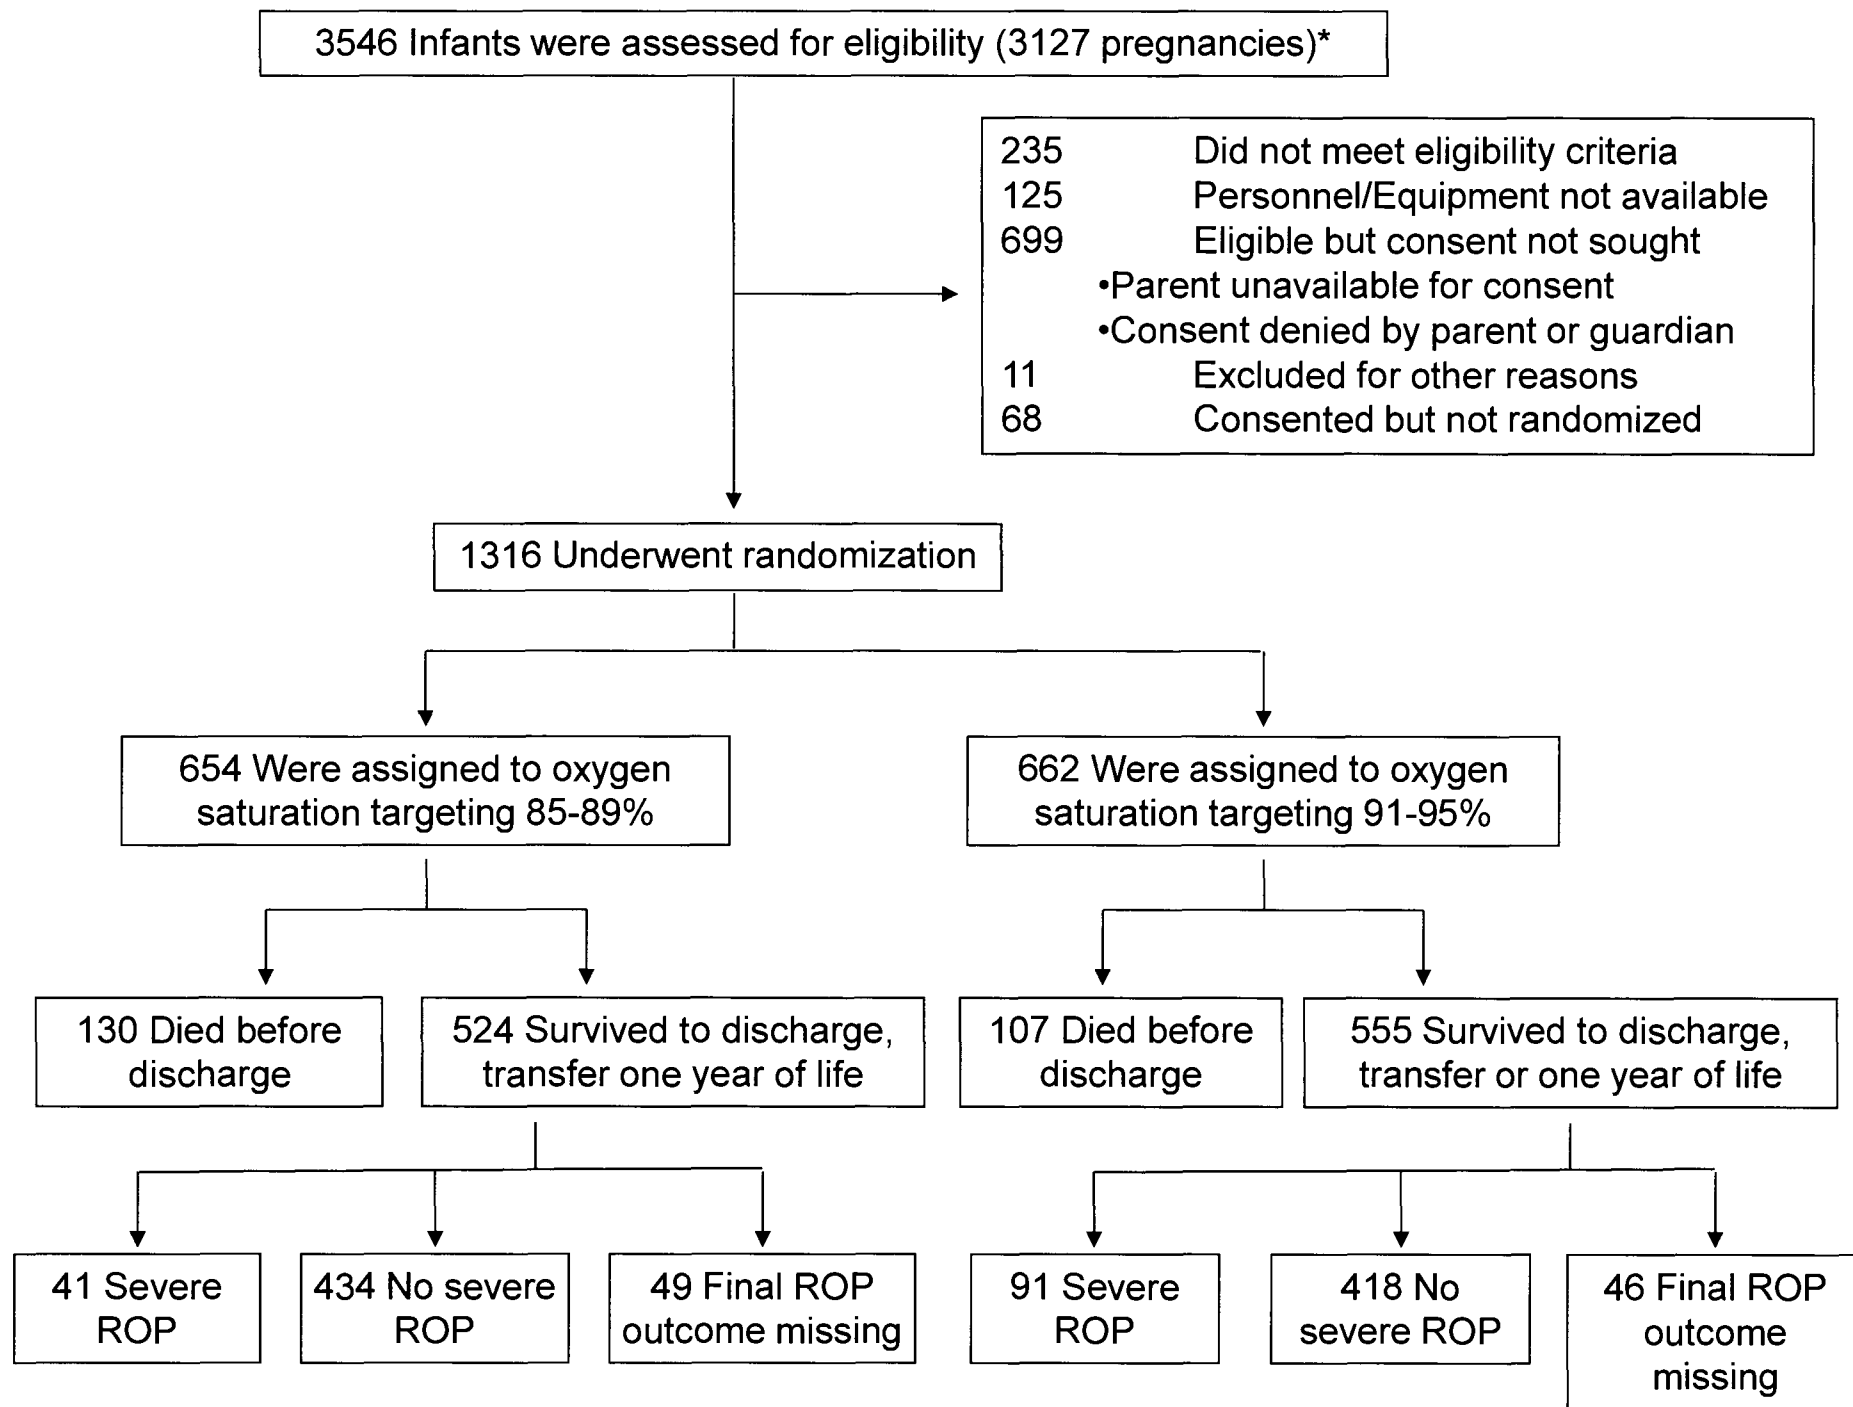 3546 Infants were assessed for eligibility (3127 pregnancies)*
235 Did not meet eligibility criteria
125 Personnel/Equipment not available
699 Eligible but consent not sought
•Parent unavailable for consent
•Consent denied by parent or guardian
11 Excluded for other reasons
68 Consented but not randomized
1316 Underwent randomization
654 Were assigned to oxygen
saturation targeting 85-89%
662 Were assigned to oxygen
saturation targeting 91-95%
130 Died before
discharge
524 Survived to discharge,
transfer one year of life
107 Died before
discharge
555 Survived to discharge,
transfer or one year of life
41 Severe
ROP
434 No severe
ROP
49 Final ROP
outcome missing
91 Severe
ROP
418 No
severe ROP
46 Final ROP
outcome
missing